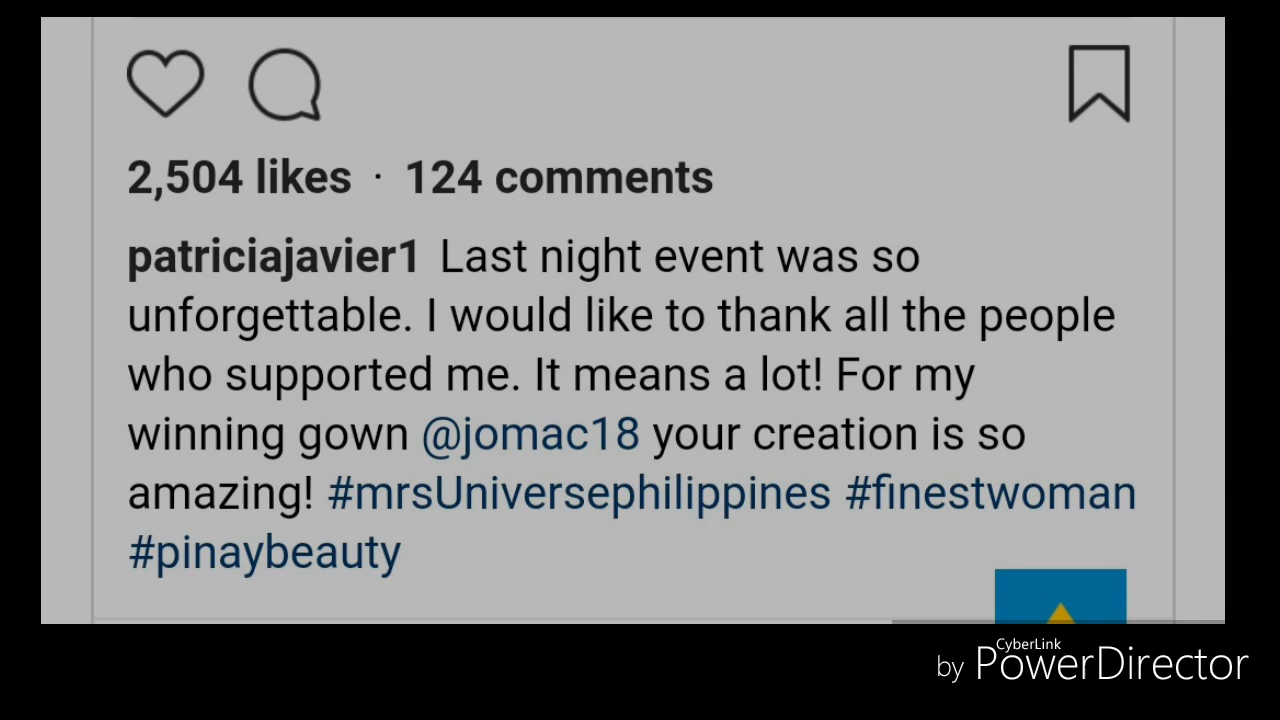 2,504 likes · 124 comments
patriciajavier1 Last night event was so
unforgettable. I would like to thank all the people
who supported me. It means a lot! For my
winning gown @jomac18 your creation is so
amazing! #mrsUniversephilippines #finestwoman
#pinaybeauty
CyberLink
by PowerDirector